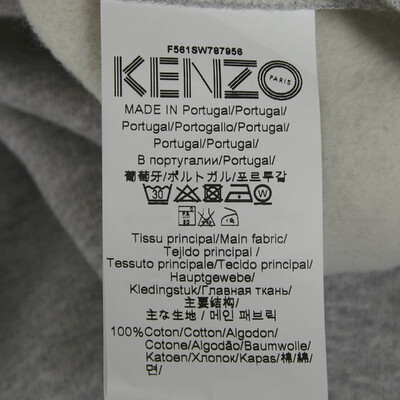 F561SW787956
KENZO
PARIS
MADE IN Portugal/Portugal/
Portugal/Portogallo/Portugal/
Portugal/Portugal/
В португалии/Portugal/
葡萄牙/ポルトガル/포르투갈
30 W
Tissu principal/Main fabric/
Tejido principal /
Tessuto principale/Tecido principal/
Hauptgewebe/
Kledingstuk/Главная ткань/
主要结构/
主な生地 / 메인 패브릭
100%Coton/Cotton/Algodon/
Cotone/Algodão/Baumwolle/
Katoen/Хлопок/Kapas/棉/綿/
면/